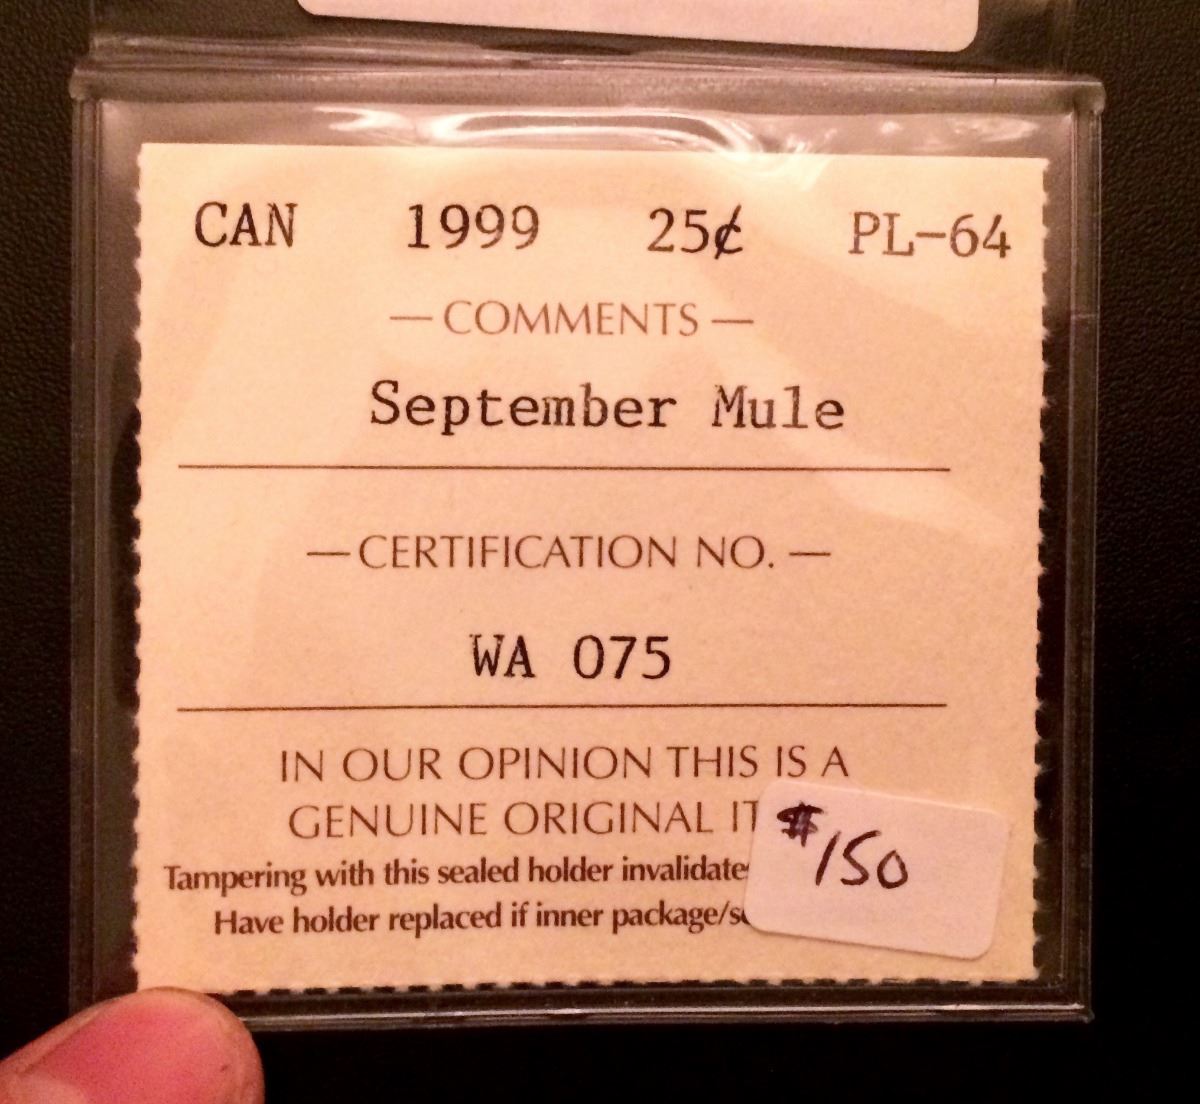 CAN 1999 25¢ PL-64
— COMMENTS —
September Mule
— CERTIFICATION NO. —
WA 075
IN OUR OPINION THIS IS A
GENUINE ORIGINAL
Tampering with this sealed holder
Have holder replaced if inner
$150